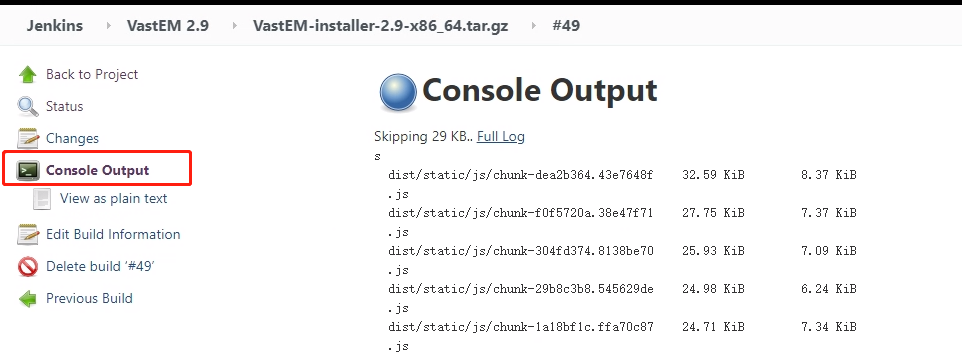 Jenkins VastEM 2.9 VastEM-installer-2.9-x86_64.tar.gz #49
Back to Project
Status
Changes
Console Output
View as plain text
Edit Build Information
Delete build ‘#49’
Previous Build
Console Output
Skipping 29 KB.. Full Log
s
dist/static/js/chunk-dea2b364.43e7648f 32.59 KiB 8.37 KiB
.js
dist/static/js/chunk-f0f5720a.38e47f71 27.75 KiB 7.37 KiB
.js
dist/static/js/chunk-304fd374.8138be70 25.93 KiB 7.09 KiB
.js
dist/static/js/chunk-29b8c3b8.545629de 24.98 KiB 6.24 KiB
.js
dist/static/js/chunk-1a18bf1c.ffa70c87 24.71 KiB 7.34 KiB
.js